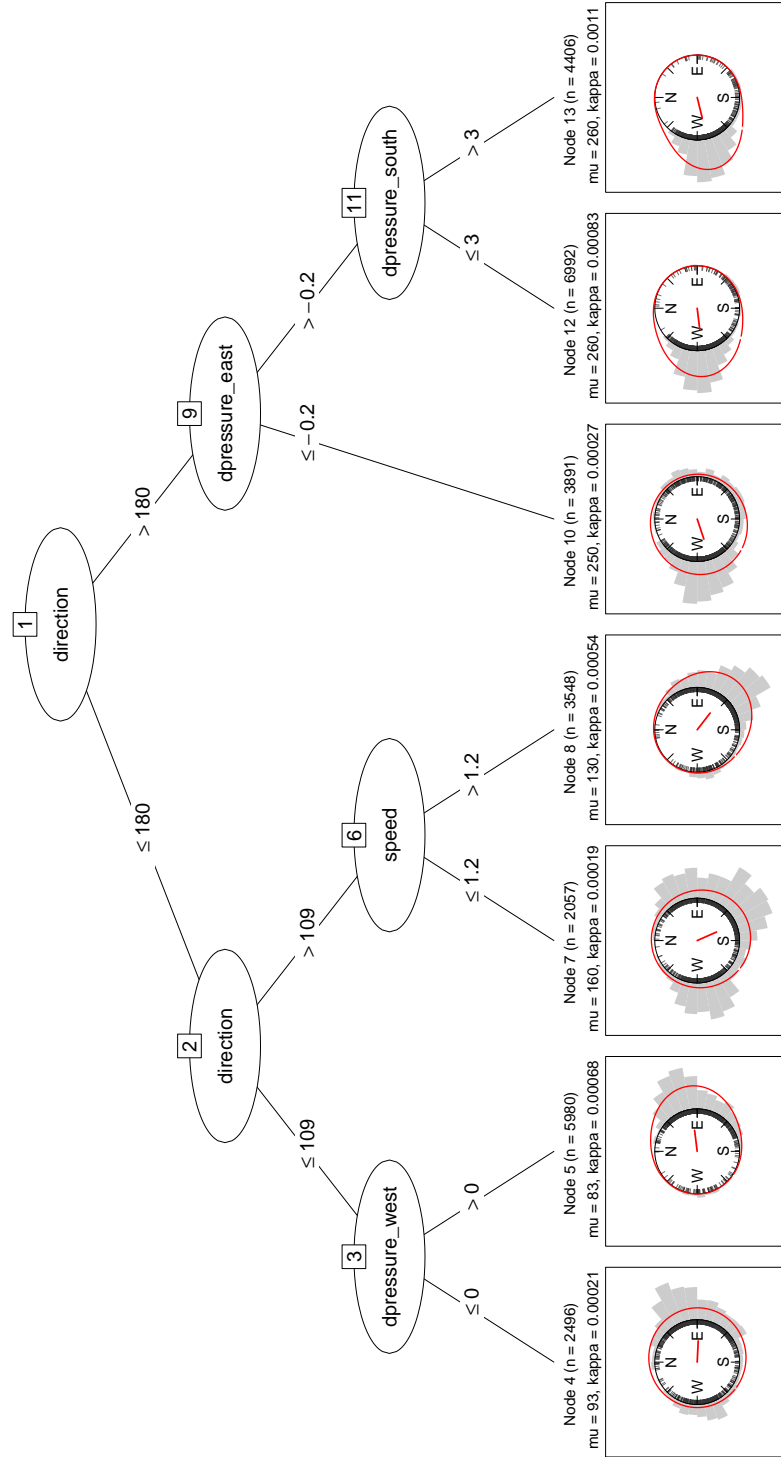 1
direction
≤ 180
> 180
2
direction
9
dpressure_east
≤ 109
> 109
≤ −0.2
> −0.2
3
dpressure_west
6
speed
11
dpressure_south
≤ 0
> 0
≤ 1.2
> 1.2
≤ 3
> 3
Node 4 (n = 2496)
mu = 93, kappa = 0.00021
N
W E
S
Node 5 (n = 5980)
mu = 83, kappa = 0.00068
N
W E
S
Node 7 (n = 2057)
mu = 160, kappa = 0.00019
N
W E
S
Node 8 (n = 3548)
mu = 130, kappa = 0.00054
N
W E
S
Node 10 (n = 3891)
mu = 250, kappa = 0.00027
N
W E
S
Node 12 (n = 6992)
mu = 260, kappa = 0.00083
N
W E
S
Node 13 (n = 4406)
mu = 260, kappa = 0.0011
N
W E
S